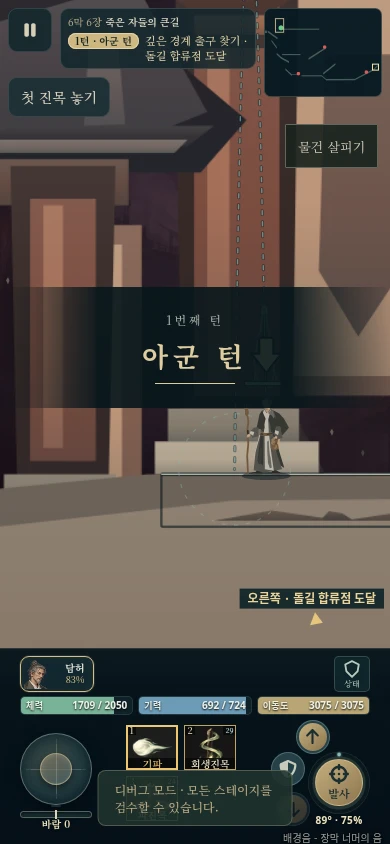 6막 6장 죽은 자들의 큰길
1턴 · 아군 턴 깊은 경계 출구 찾기 ·
돌길 합류점 도달
첫 진목 놓기
물건 살피기
1번째 턴
아군 턴
오른쪽 · 돌길 합류점 도달
담허
83%
상태
체력 1709 / 2050
기력 692 / 724
이동도 3075 / 3075
1
기파
2
29
회생진목
발사
디버그 모드 · 모든 스테이지를
검수할 수 있습니다.
바람 0
89° · 75%
배경음 - 장막 너머의 음